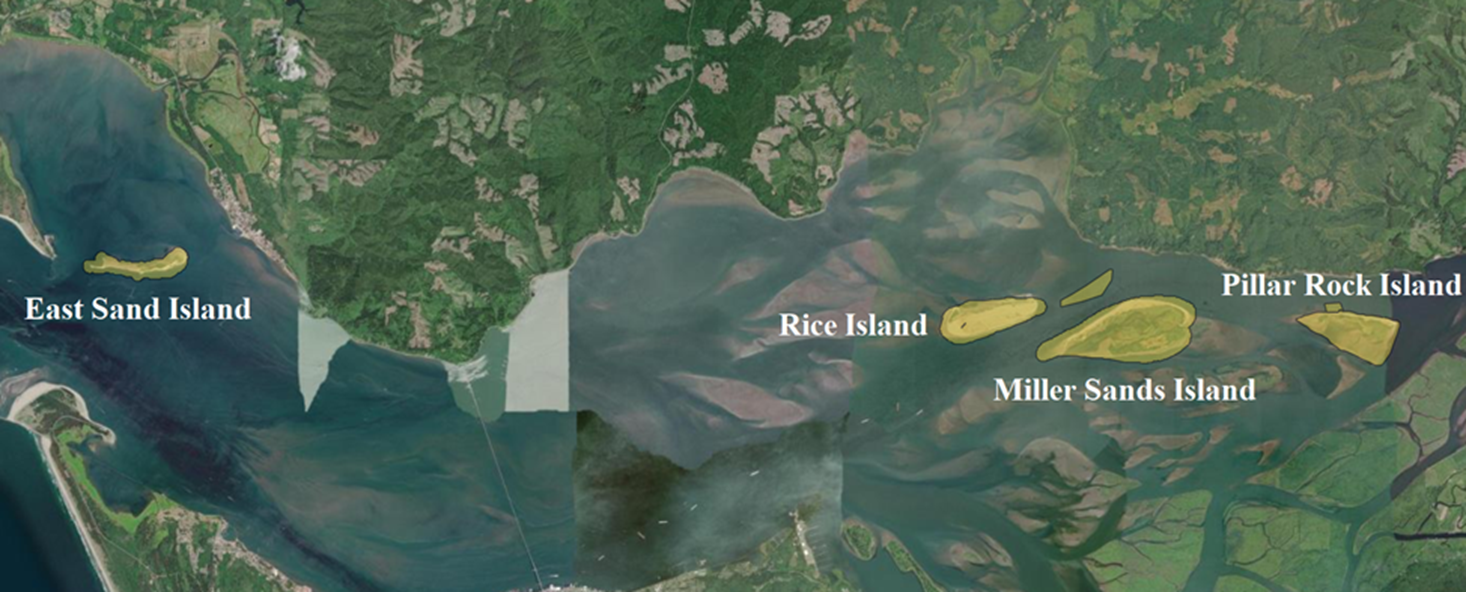 East Sand Island
Rice Island
Miller Sands Island
Pillar Rock Island